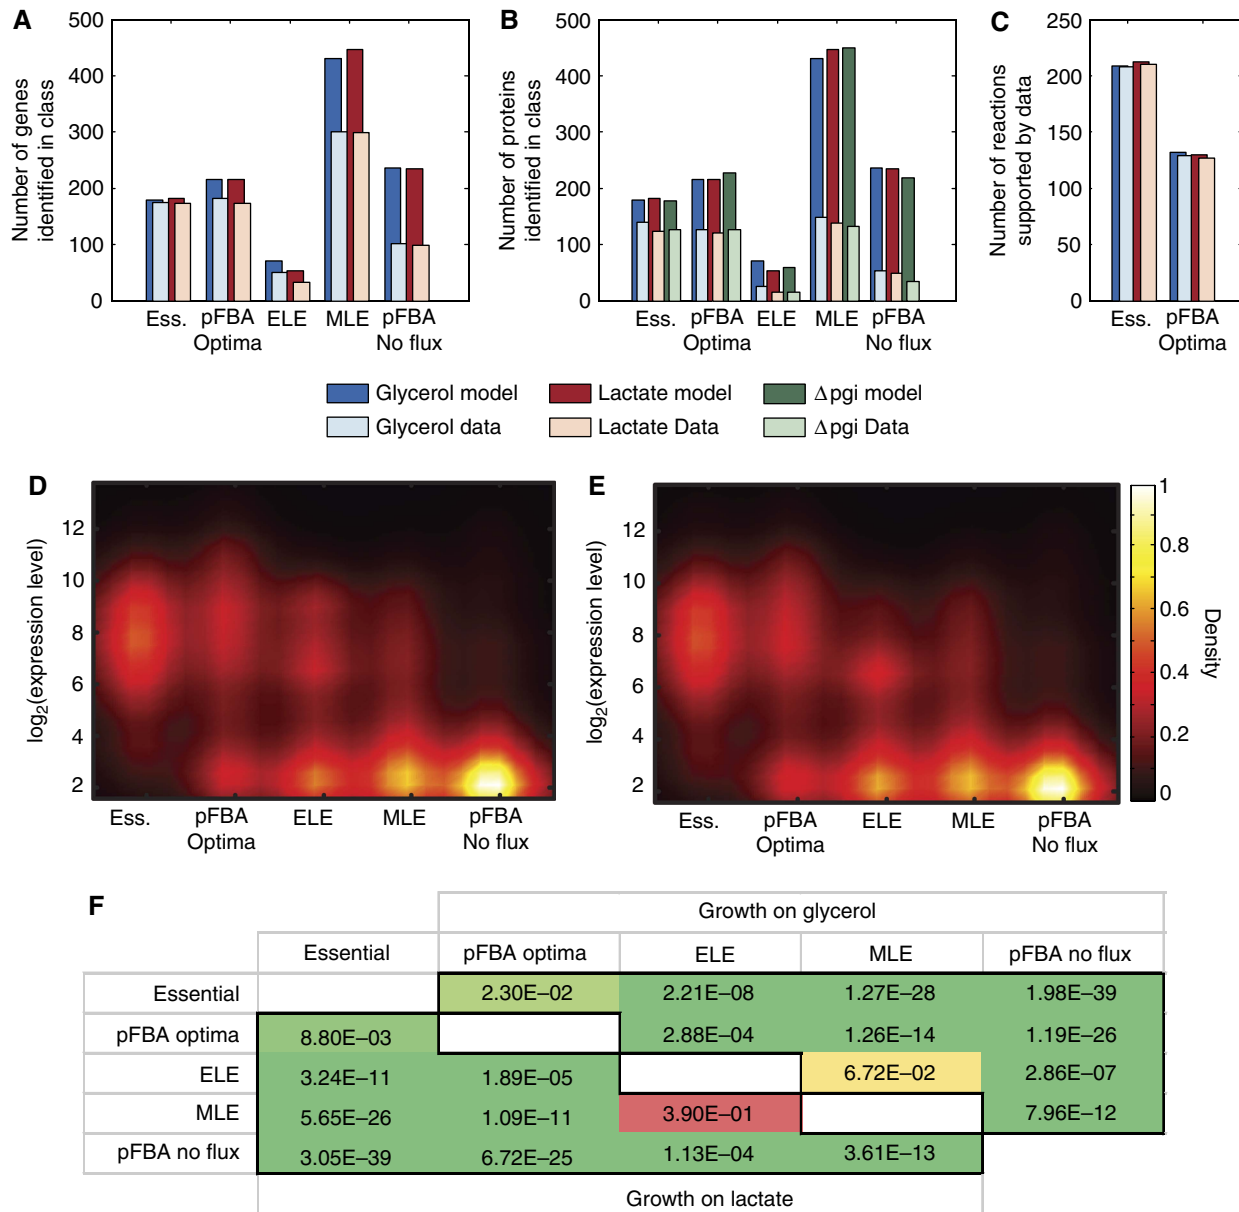 A
Number of genes
identified in class
500
400
300
200
100
0
Ess.
pFBA
Optima
ELE
MLE
pFBA
No flux
B
Number of proteins
identified in class
500
400
300
200
100
0
Ess.
pFBA
Optima
ELE
MLE
pFBA
No flux
C
Number of reactions
supported by data
250
200
150
100
50
0
Ess.
pFBA
Optima
Glycerol model
Lactate model
Δpgi model
Glycerol data
Lactate Data
Δpgi Data
D
log2(expression level)
12
10
8
6
4
2
Ess.
pFBA
Optima
ELE
MLE
pFBA
No flux
E
log2(expression level)
12
10
8
6
4
2
Ess.
pFBA
Optima
ELE
MLE
pFBA
No flux
1
0.8
0.6
0.4
0.2
0
Density
F
Growth on glycerol
Essential pFBA optima ELE MLE pFBA no flux
Essential 2.30E–02 2.21E–08 1.27E–28 1.98E–39
pFBA optima 8.80E–03 2.88E–04 1.26E–14 1.19E–26
ELE 3.24E–11 1.89E–05 6.72E–02 2.86E–07
MLE 5.65E–26 1.09E–11 3.90E–01 7.96E–12
pFBA no flux 3.05E–39 6.72E–25 1.13E–04 3.61E–13
Growth on lactate